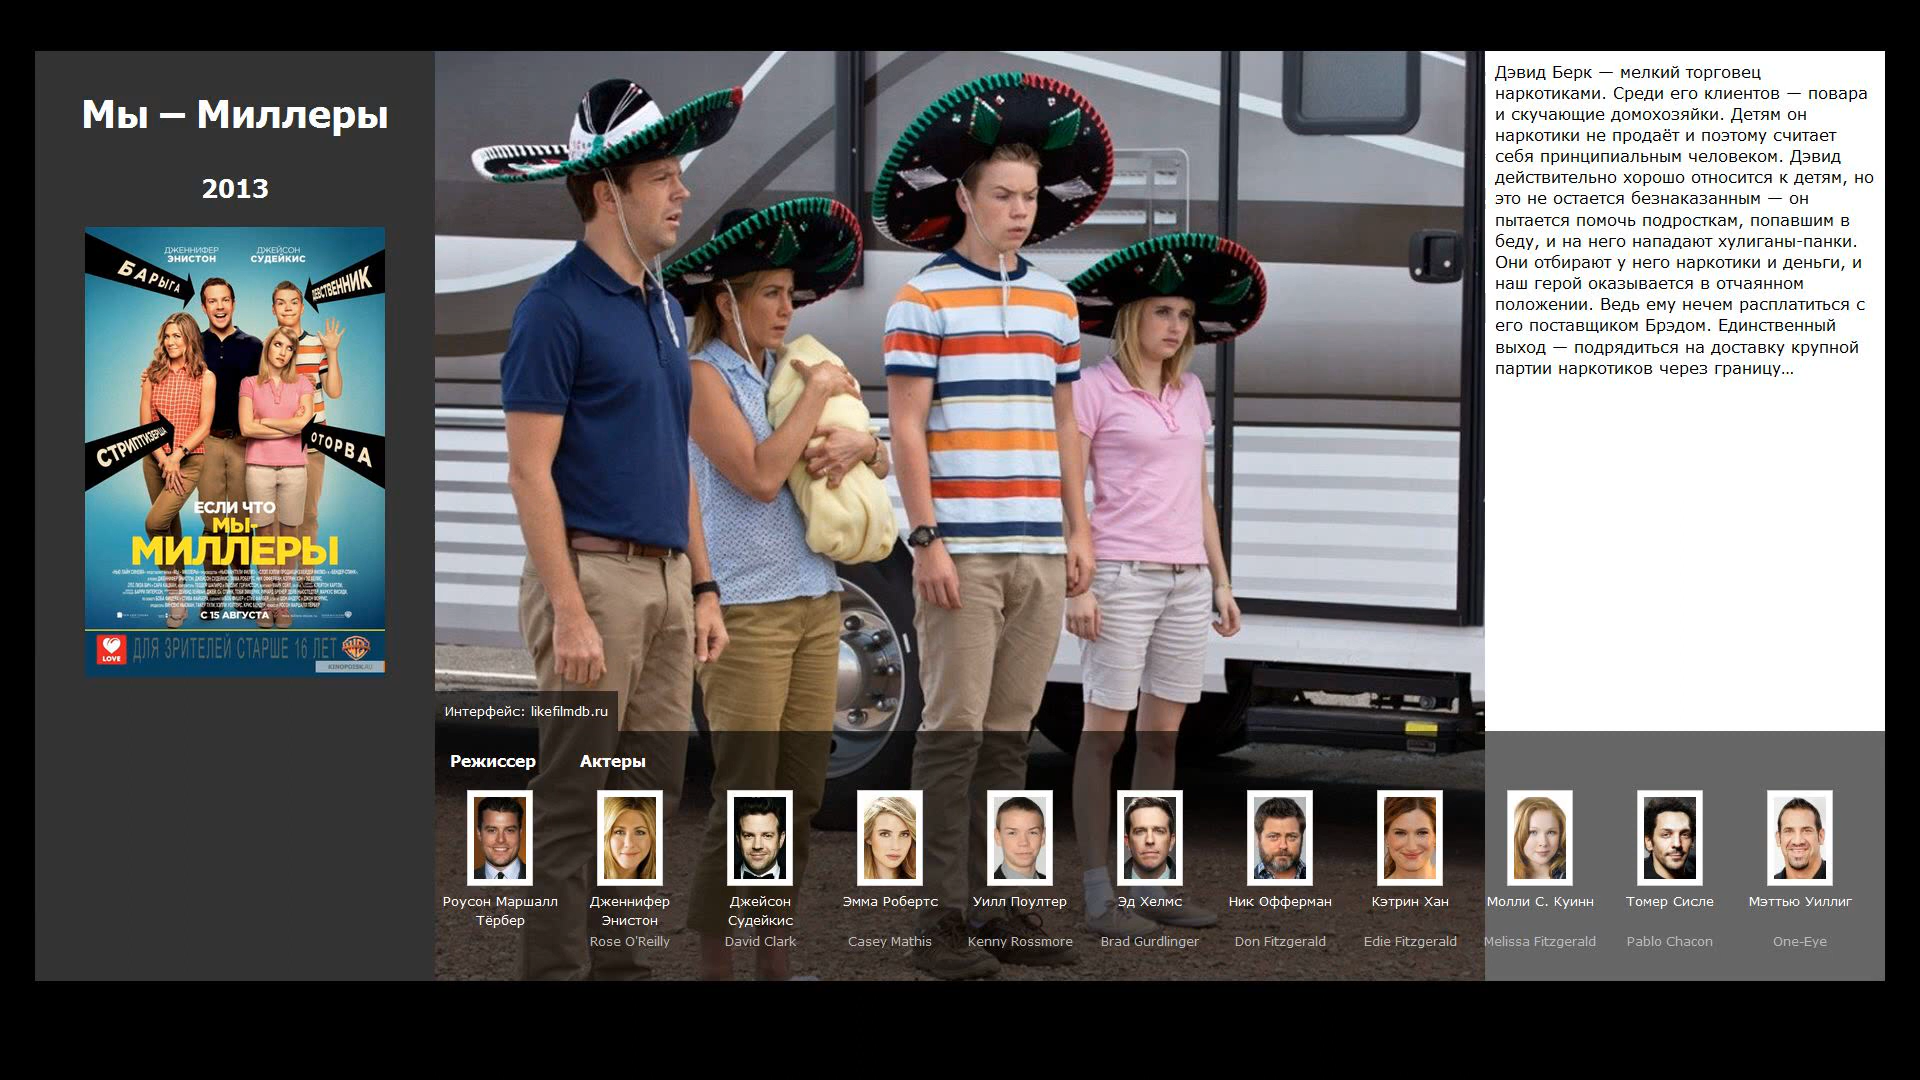 Мы – Миллеры
2013
ДЖЕННИФЕР
ЭНИСТОН
ДЖЕЙСОН
СУДЕЙКИС
БАРЫГА
ДЕВСТВЕННИК
СТРИПТИЗЕРША
ОТОРВА
ЕСЛИ ЧТО
МЫ-
МИЛЛЕРЫ
С 15 АВГУСТА
LOVE
ДЛЯ ЗРИТЕЛЕЙ СТАРШЕ 16 ЛЕТ
KINOPOISK.RU
Дэвид Берк — мелкий торговец
наркотиками. Среди его клиентов — повара
и скучающие домохозяйки. Детям он
наркотики не продаёт и поэтому считает
себя принципиальным человеком. Дэвид
действительно хорошо относится к детям, но
это не остается безнаказанным — он
пытается помочь подросткам, попавшим в
беду, и на него нападают хулиганы-панки.
Они отбирают у него наркотики и деньги, и
наш герой оказывается в отчаянном
положении. Ведь ему нечем расплатиться с
его поставщиком Брэдом. Единственный
выход — подрядиться на доставку крупной
партии наркотиков через границу…
Интерфейс: likefilmdb.ru
Режиссер Актеры
Роусон Маршалл
Тёрбер
Дженнифер
Энистон
Rose O'Reilly
Джейсон
Судейкис
David Clark
Эмма Робертс
Casey Mathis
Уилл Поултер
Kenny Rossmore
Эд Хелмс
Brad Gurdlinger
Ник Офферман
Don Fitzgerald
Кэтрин Хан
Edie Fitzgerald
Молли С. Куинн
Melissa Fitzgerald
Томер Сисле
Pablo Chacon
Мэттью Уиллиг
One-Eye